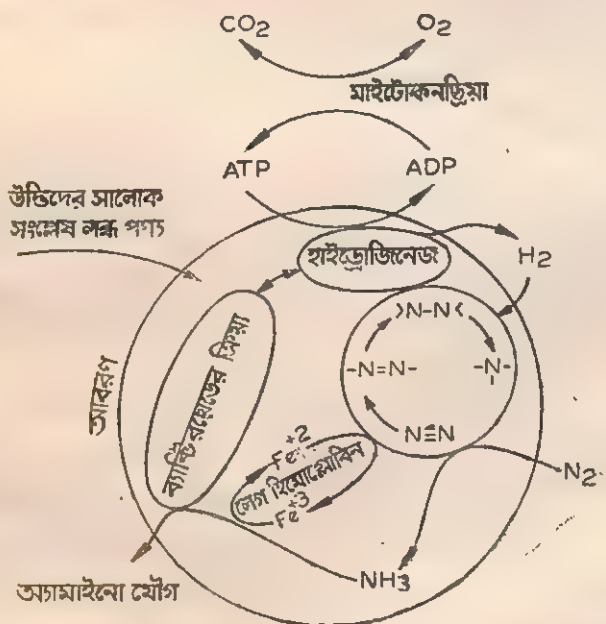 CO2 O2
মাইটোকনড্রিয়া
ATP ADP
উদ্ভিদের সালোক
সংশ্লেষ লব্ধ পণ্য
হাইড্রোজিনেজ
H2
>N-N<
-N=N- -N-
N≡N
আবরণ
ব্যাক্টিরয়েডের ক্রিয়া
Fe+2
লেগ হিমোগ্লোবিন
Fe+3
N2
NH3
অ্যামাইনো যৌগ